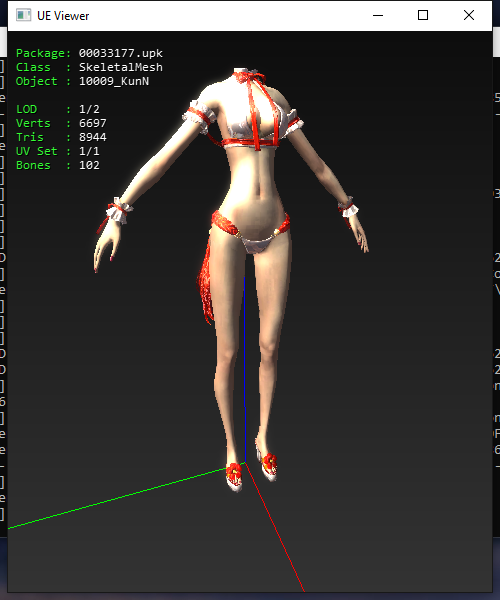 UE Viewer
Package: 00033177.upk
Class  : SkeletalMesh
Object : 10009_KunN
LOD    : 1/2
Verts  : 6697
Tris   : 8944
UV Set : 1/1
Bones  : 102